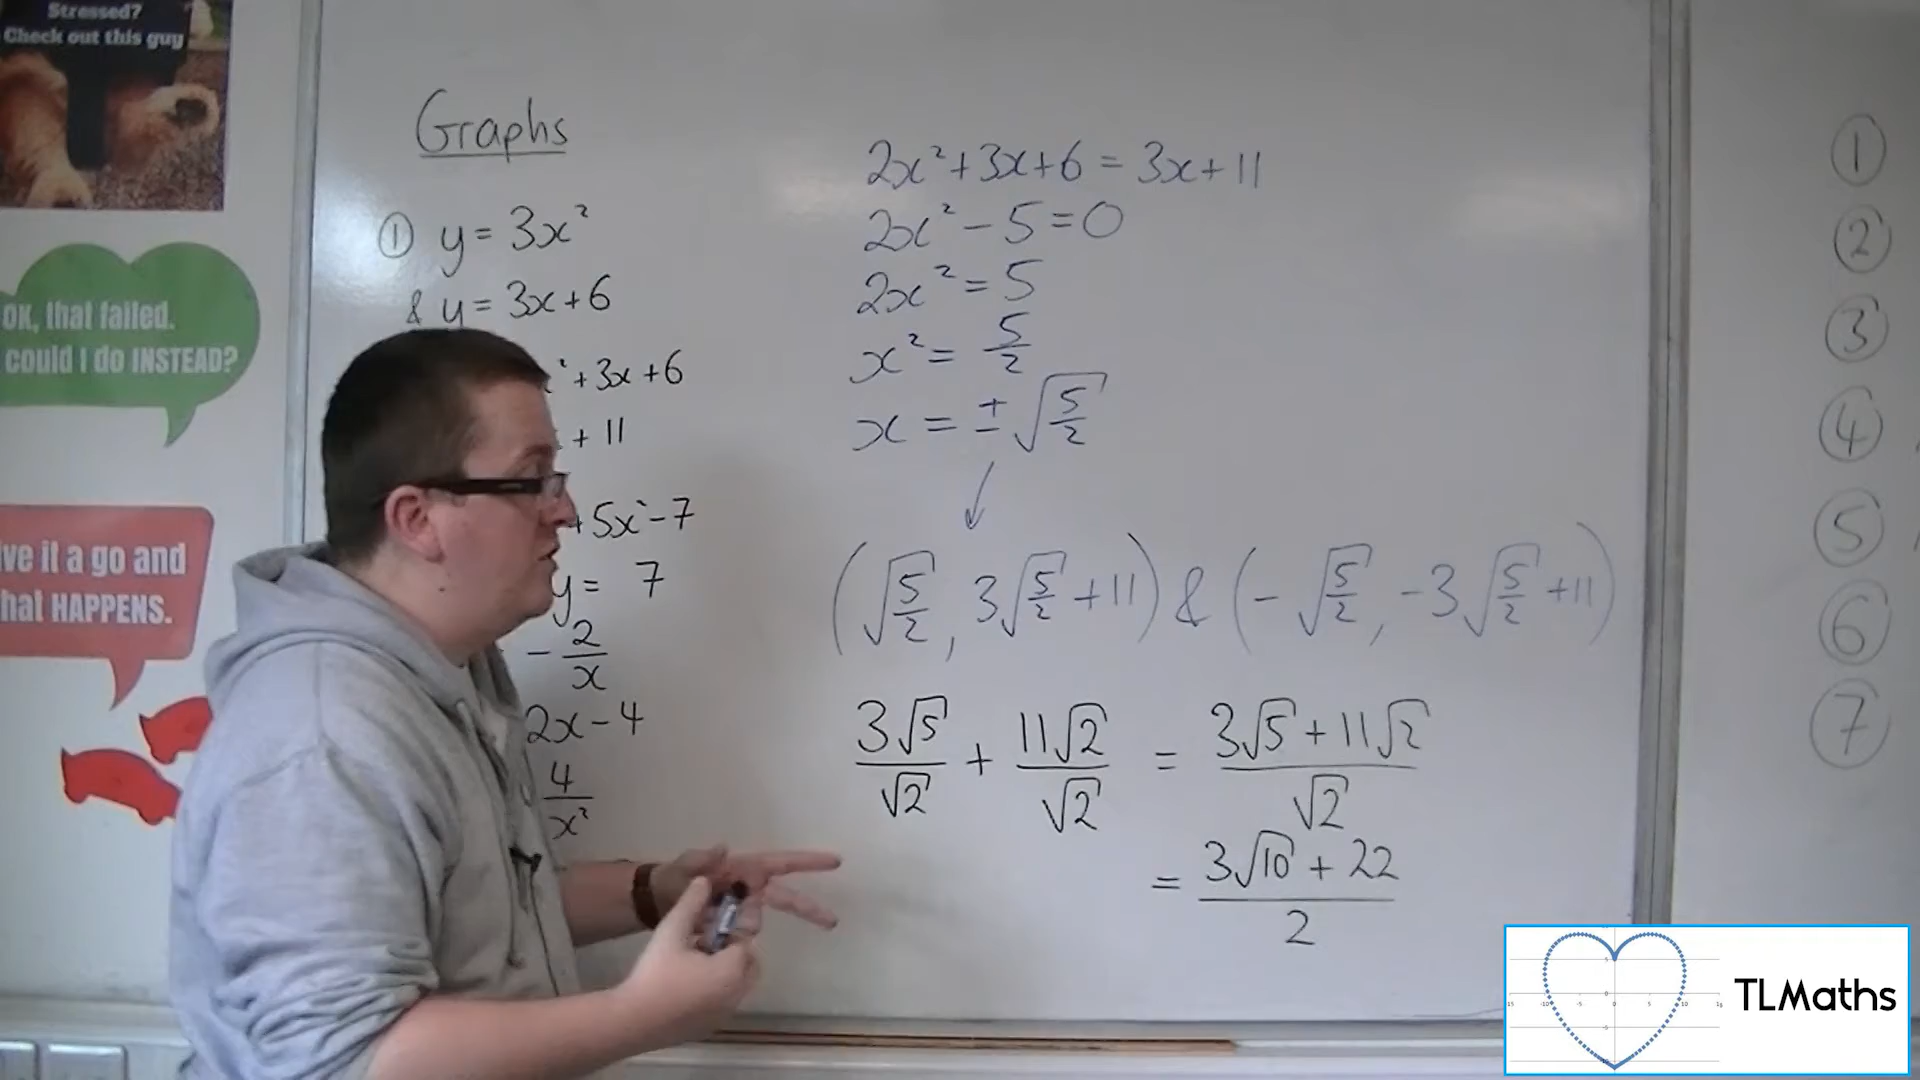 Stressed?
Check out this guy
OK, that failed.
could I do INSTEAD?
ive it a go and
hat HAPPENS.
Graphs
① y = 3x²
& y = 3x + 6
² + 3x + 6
+ 11
+ 5x - 7
y = 7
- 2/x
2x - 4
4/x²
2x² + 3x + 6 = 3x + 11
2x² - 5 = 0
2x² = 5
x² = 5/2
x = ± √(5/2)
↓
(√(5/2), 3√(5/2) + 11) & (-√(5/2), -3√(5/2) + 11)
3√5/√2 + 11√2/√2 = (3√5 + 11√2)/√2
= (3√10 + 22)/2
①
②
③
④
⑤
⑥
⑦
TLMaths